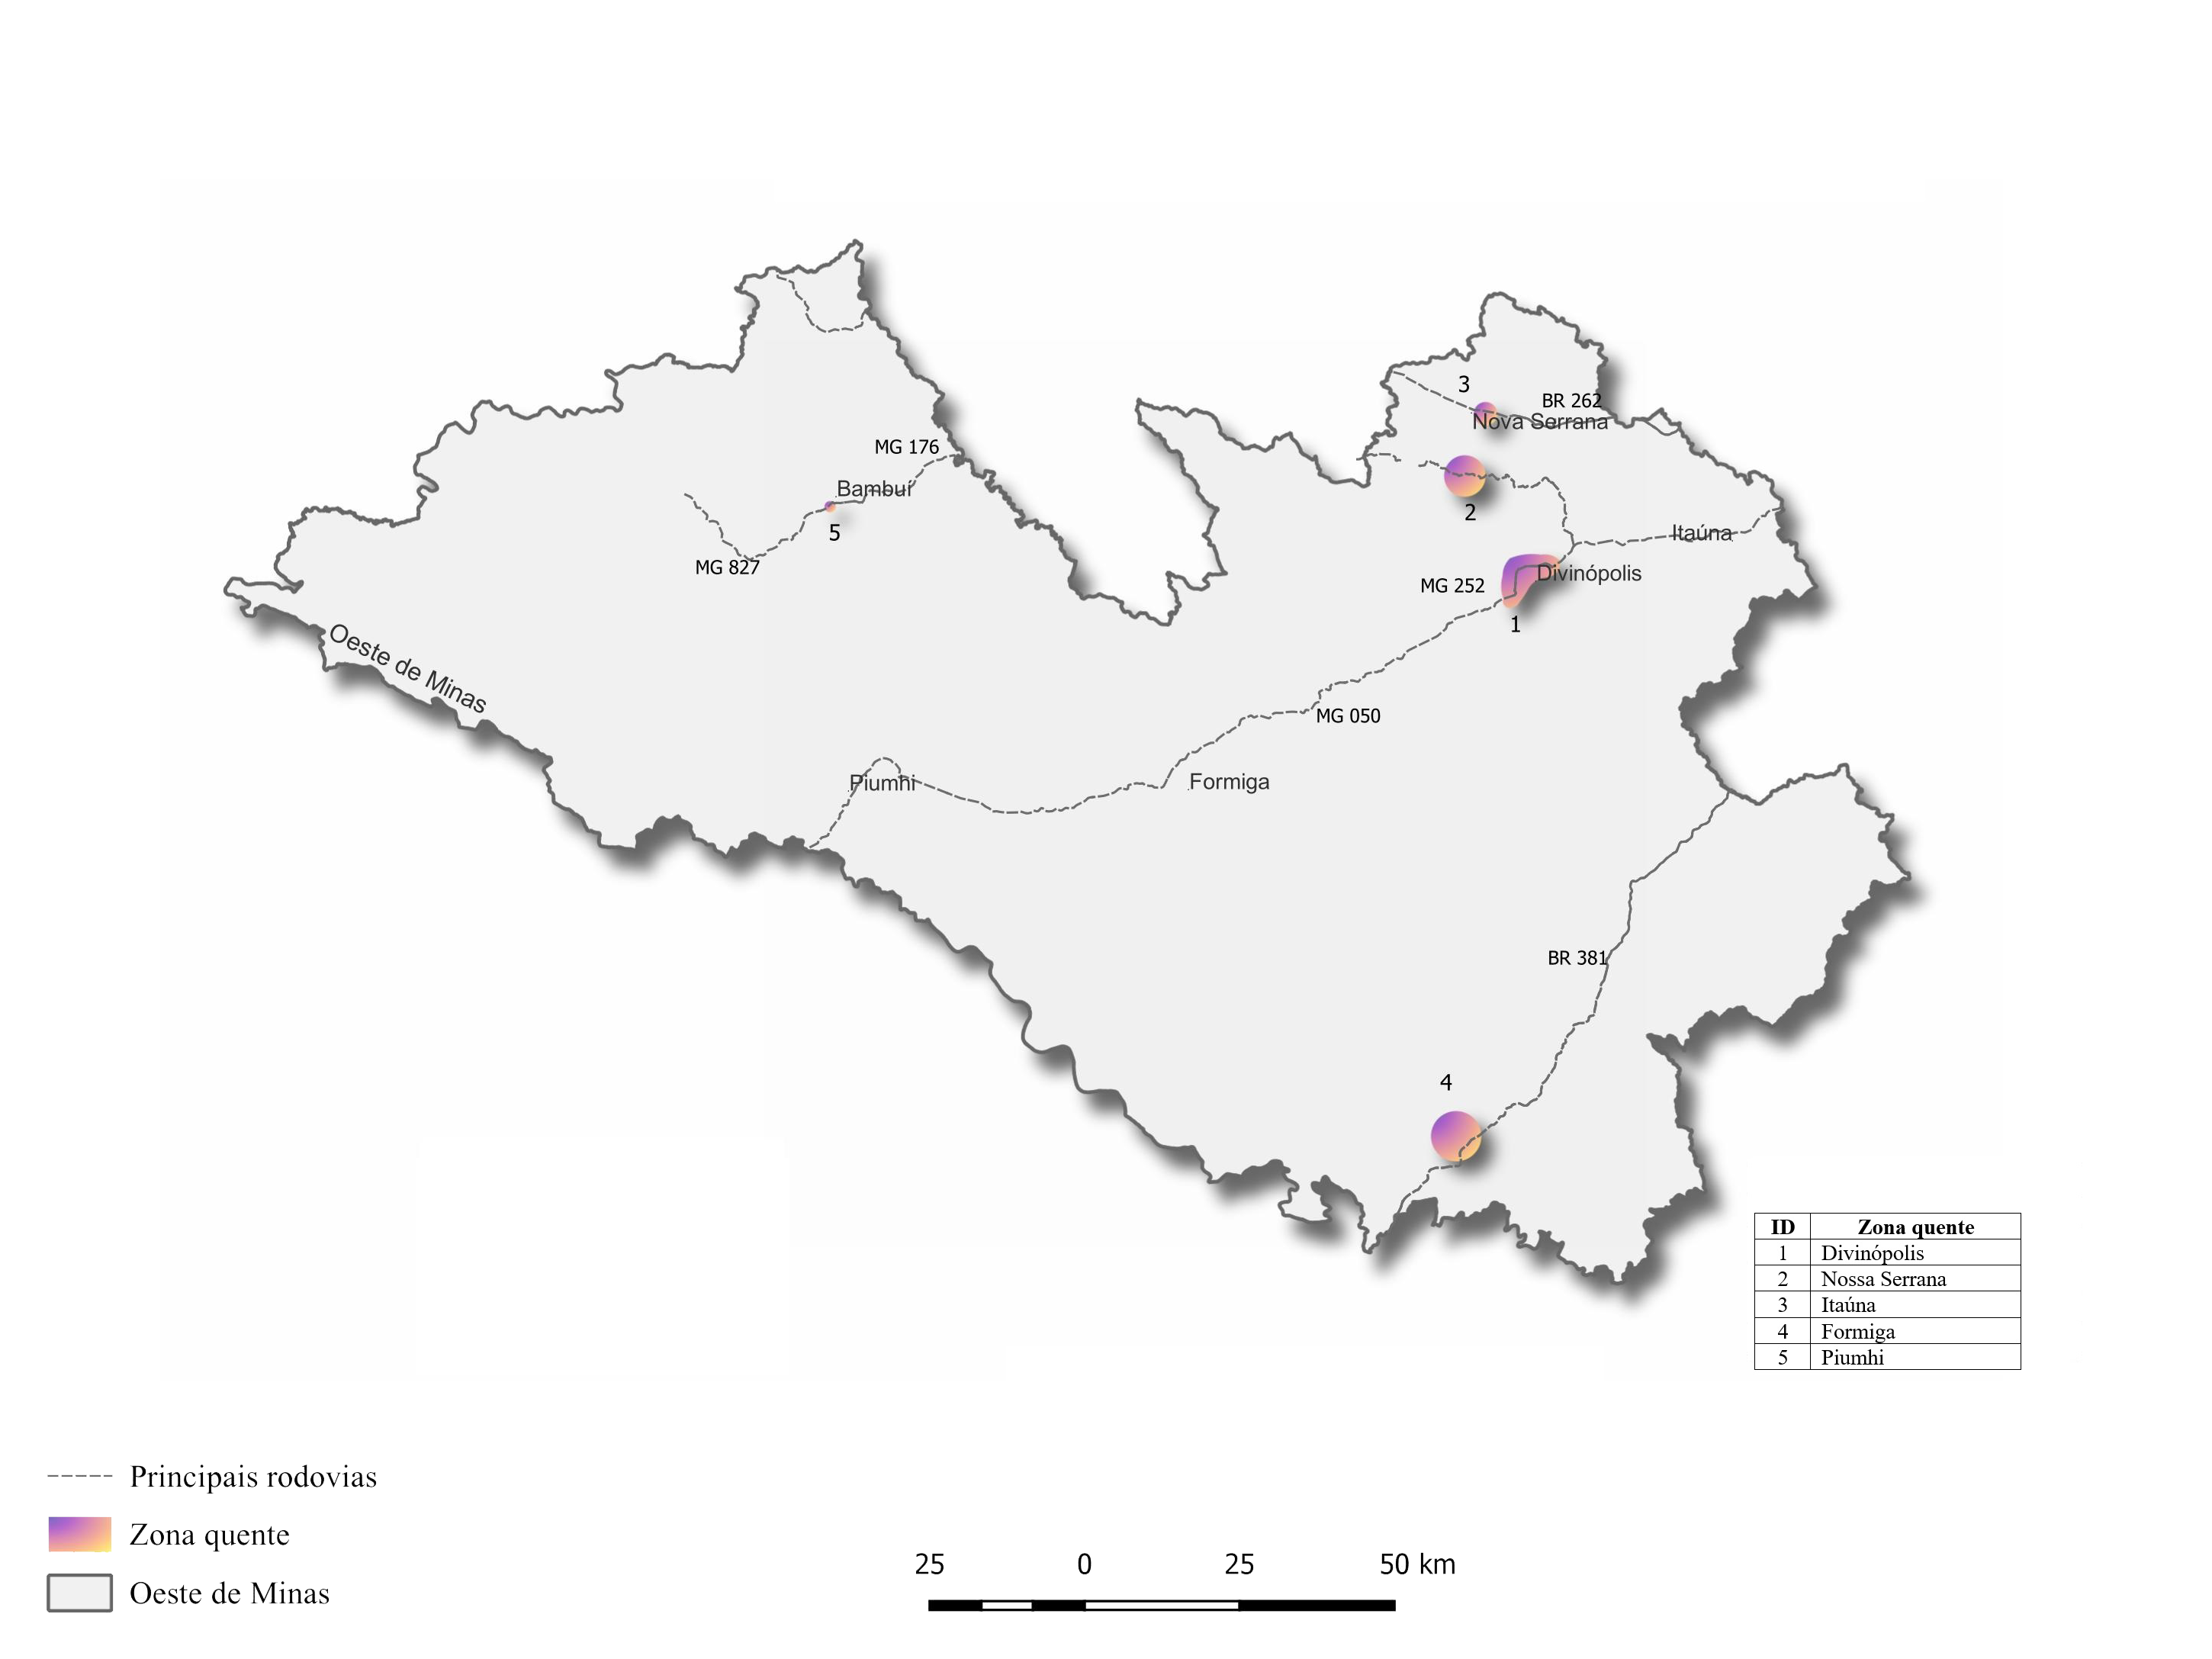 3
BR 262
Nova Serrana
MG 176
Bambuí
2
5
Itaúna
MG 827
Divinópolis
MG 252
1
Oeste de Minas
MG 050
Piumhi
Formiga
BR 381
4
ID Zona quente
1 Divinópolis
2 Nossa Serrana
3 Itaúna
4 Formiga
5 Piumhi
Principais rodovias
Zona quente
Oeste de Minas
25 0 25 50 km